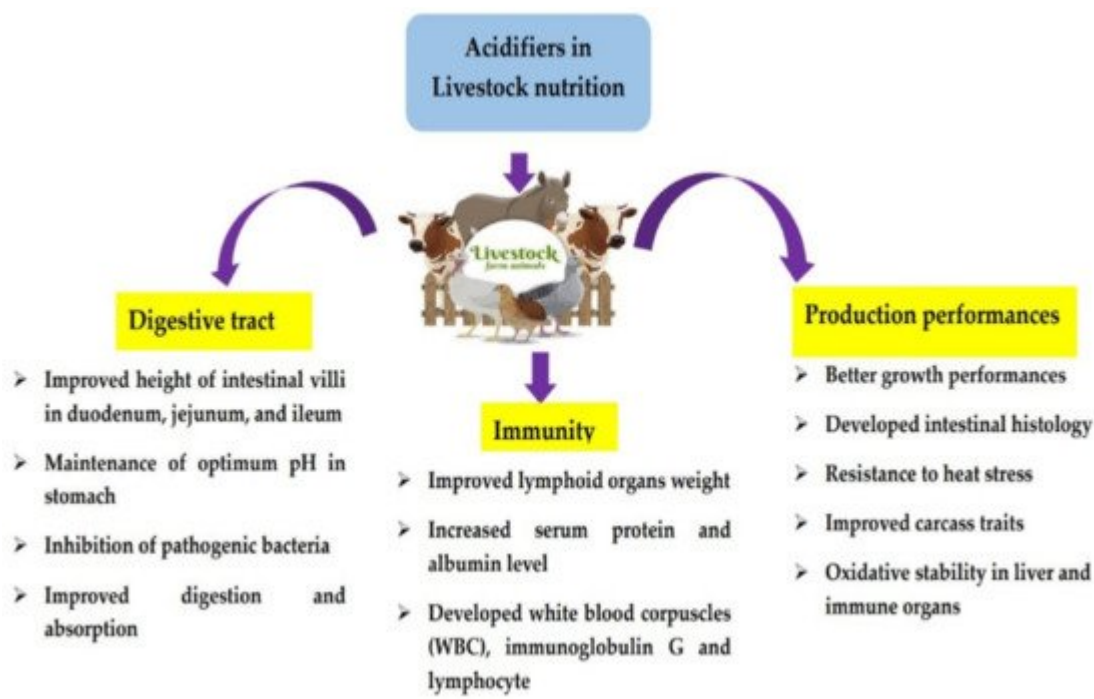 Acidifiers in
Livestock nutrition
Livestock
farm animals
Digestive tract
➤ Improved height of intestinal villi
in duodenum, jejunum, and ileum
➤ Maintenance of optimum pH in
stomach
➤ Inhibition of pathogenic bacteria
➤ Improved digestion and
absorption
Immunity
➤ Improved lymphoid organs weight
➤ Increased serum protein and
albumin level
➤ Developed white blood corpuscles
(WBC), immunoglobulin G and
lymphocyte
Production performances
➤ Better growth performances
➤ Developed intestinal histology
➤ Resistance to heat stress
➤ Improved carcass traits
➤ Oxidative stability in liver and
immune organs